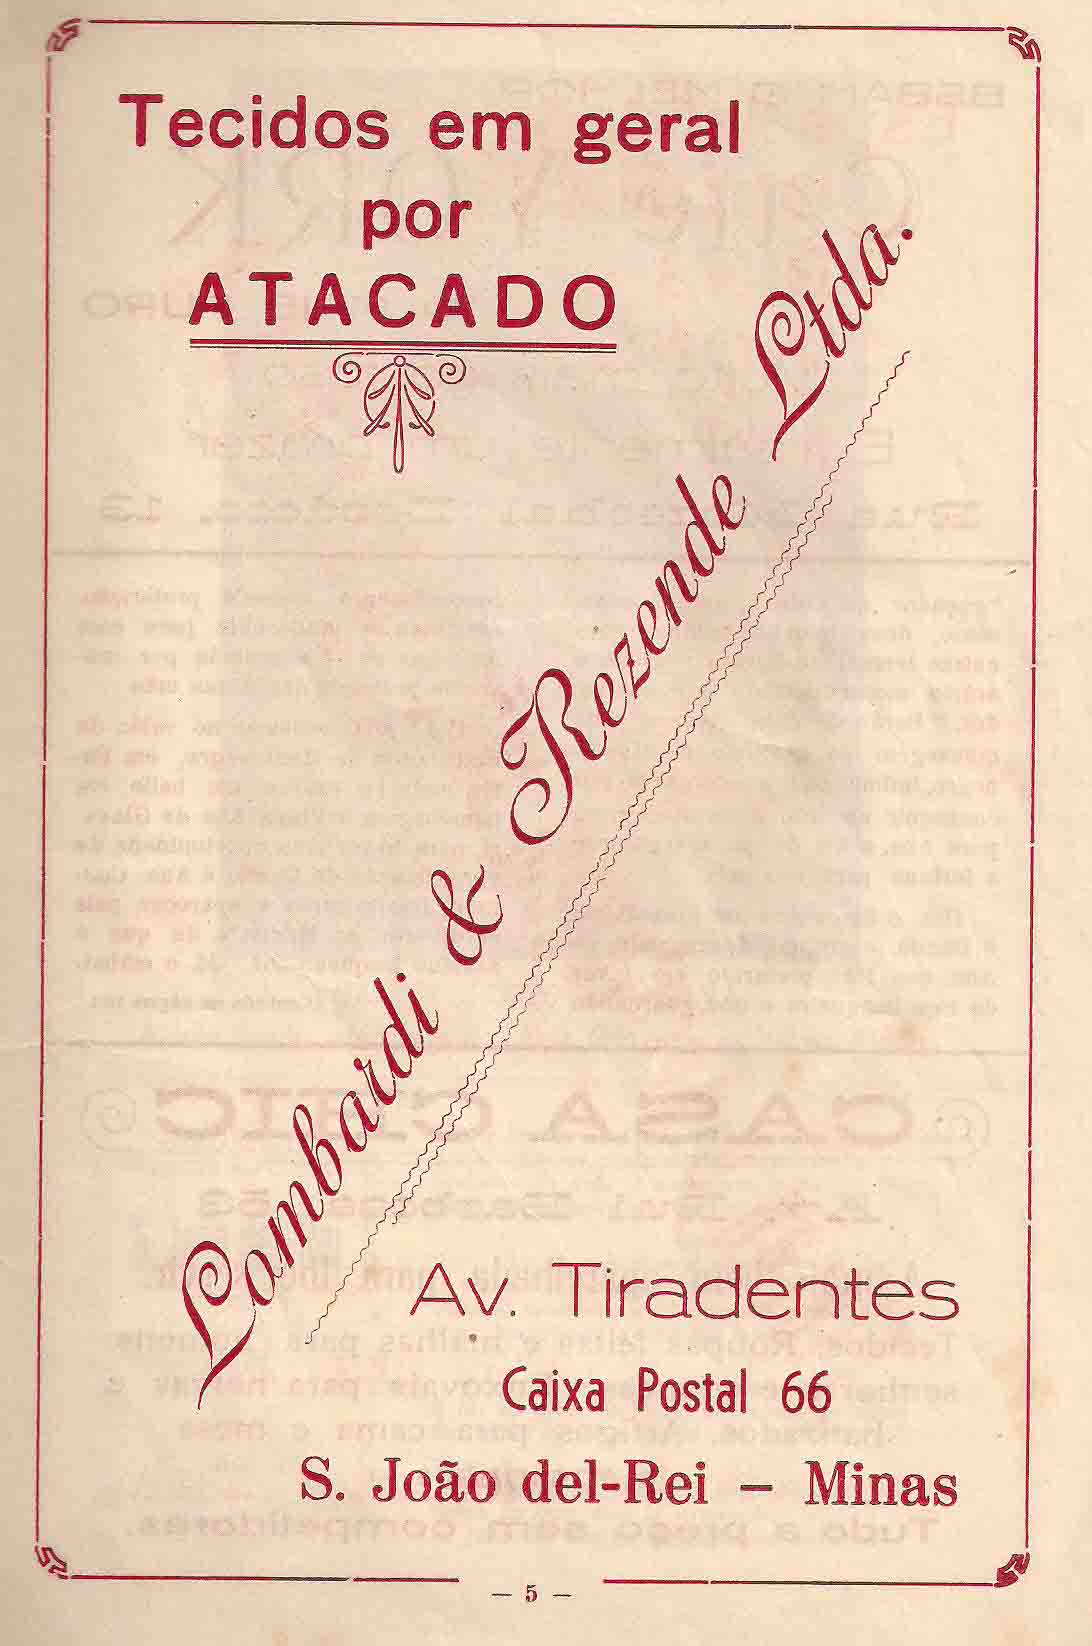 Tecidos em geral
por
ATACADO
Lombardi & Rezende Ltda.
Av. Tiradentes
Caixa Postal 66
S. João del-Rei – Minas
– 5 –